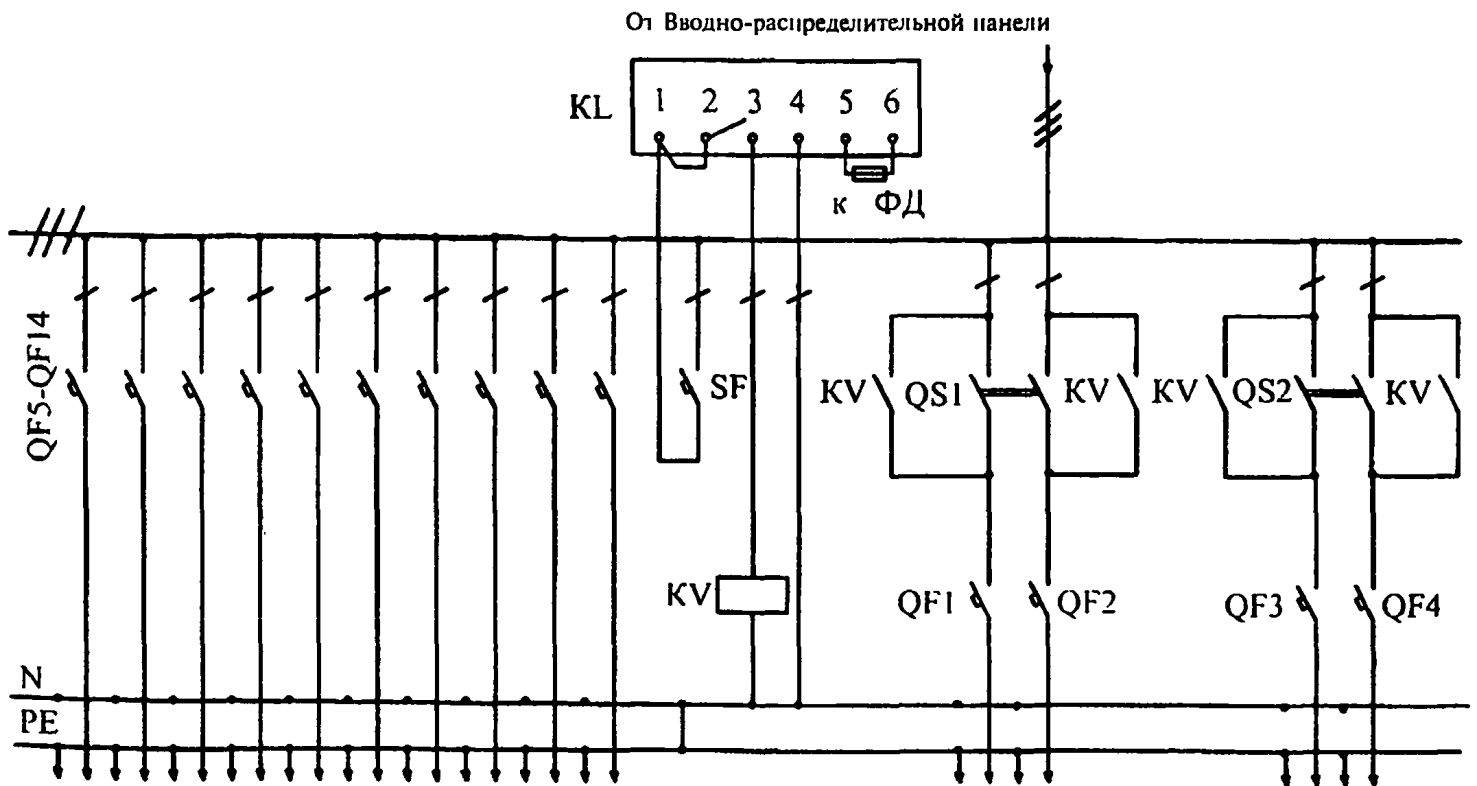 От Вводно-распределительной панели
KL 1 2 3 4 5 6
к ФД
QF5-QF14
SF
KV QS1 KV KV QS2 KV
KV
QF1 QF2 QF3 QF4
N
PE